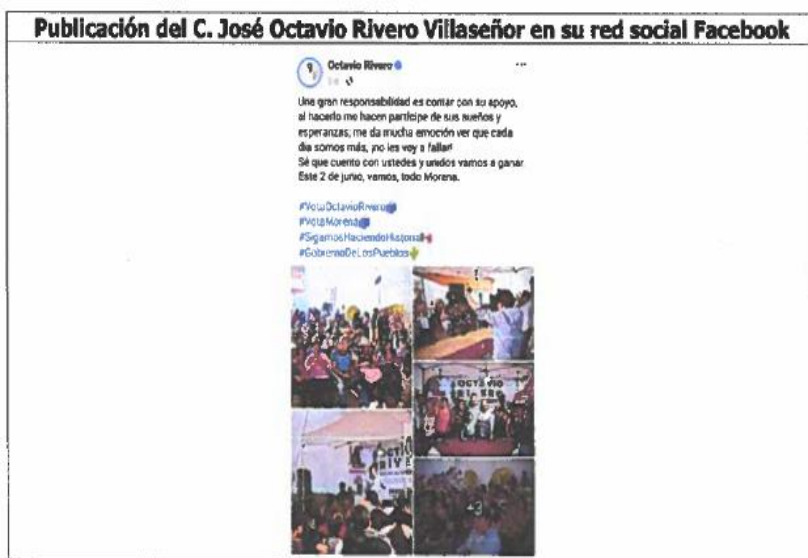 Publicación del C. José Octavio Rivero Villaseñor en su red social Facebook
Octavio Rivero
Una gran responsabilidad es contar con su apoyo,
al hacerlo me hacen partícipe de sus sueños y
esperanzas; me da mucha emoción ver que cada
día somos más, ¡no les voy a fallar!
Sé que cuento con ustedes y unidos vamos a ganar.
Este 2 de junio, vamos, todo Morena.
#VotaOctavioRivero
#VotaMorena
#SigamosHaciendoHistoria
#GobiernoDeLosPueblos
OCTAVIO
+3